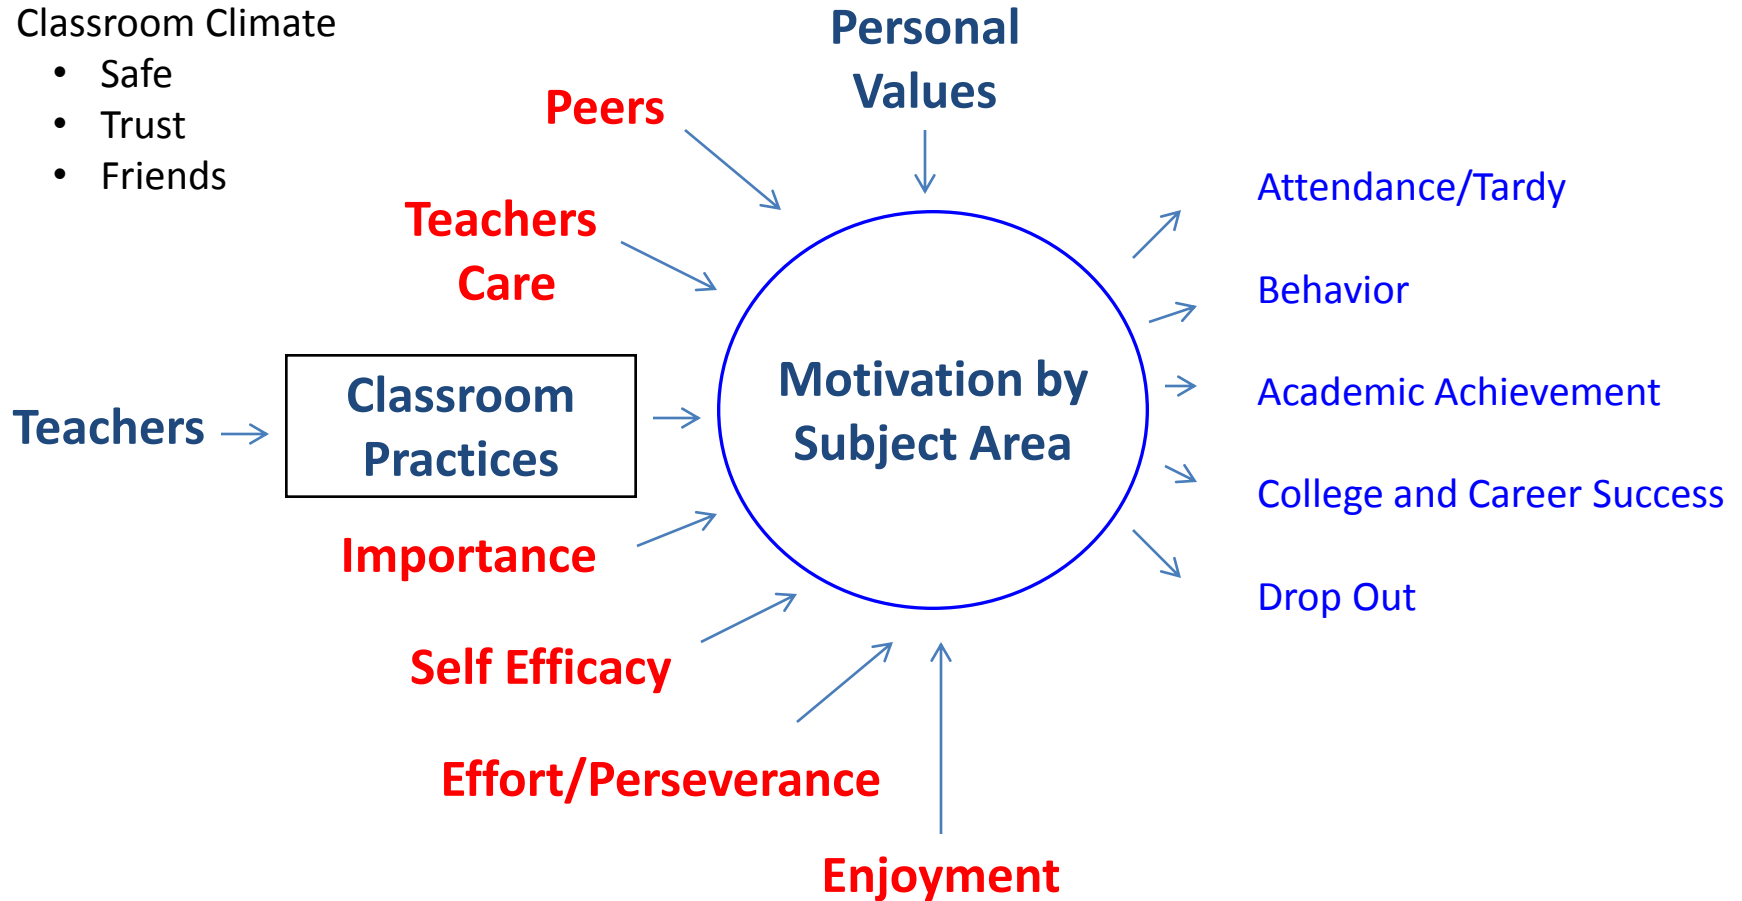 Classroom Climate
• Safe
• Trust
• Friends
Personal
Values
Peers
Teachers
Care
Teachers
Classroom
Practices
Importance
Self Efficacy
Effort/Perseverance
Enjoyment
Motivation by
Subject Area
Attendance/Tardy
Behavior
Academic Achievement
College and Career Success
Drop Out